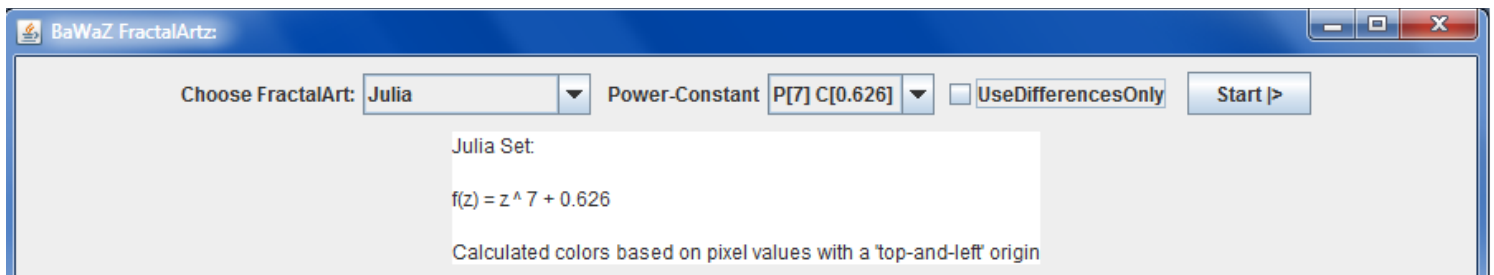 BaWaZ FractalArtz:
Choose FractalArt: Julia Power-Constant P[7] C[0.626] UseDifferencesOnly Start |>
Julia Set:
f(z) = z ^ 7 + 0.626
Calculated colors based on pixel values with a 'top-and-left' origin